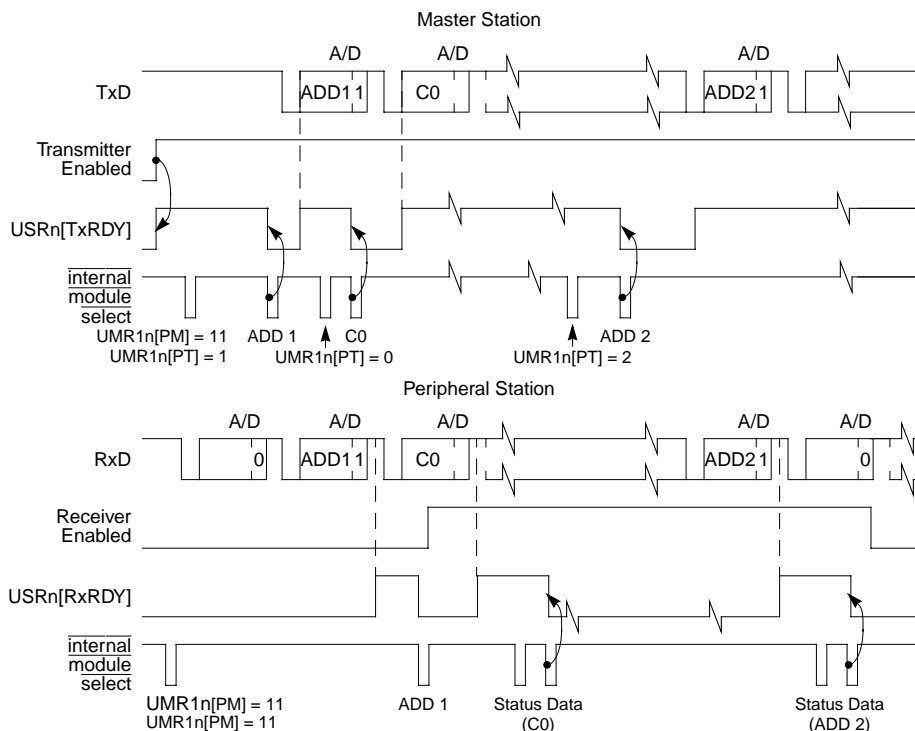 Master Station
A/D A/D A/D
TxD ADD1 1 C0 ADD2 1
Transmitter
Enabled
USRn[TxRDY]
internal
module
select
UMR1n[PM] = 11 ADD 1 C0 ADD 2
UMR1n[PT] = 1 UMR1n[PT] = 0 UMR1n[PT] = 2
Peripheral Station
A/D A/D A/D A/D A/D
RxD 0 ADD1 1 C0 ADD2 1 0
Receiver
Enabled
USRn[RxRDY]
internal
module
select
UMR1n[PM] = 11 ADD 1 Status Data Status Data
UMR1n[PM] = 11 (C0) (ADD 2)